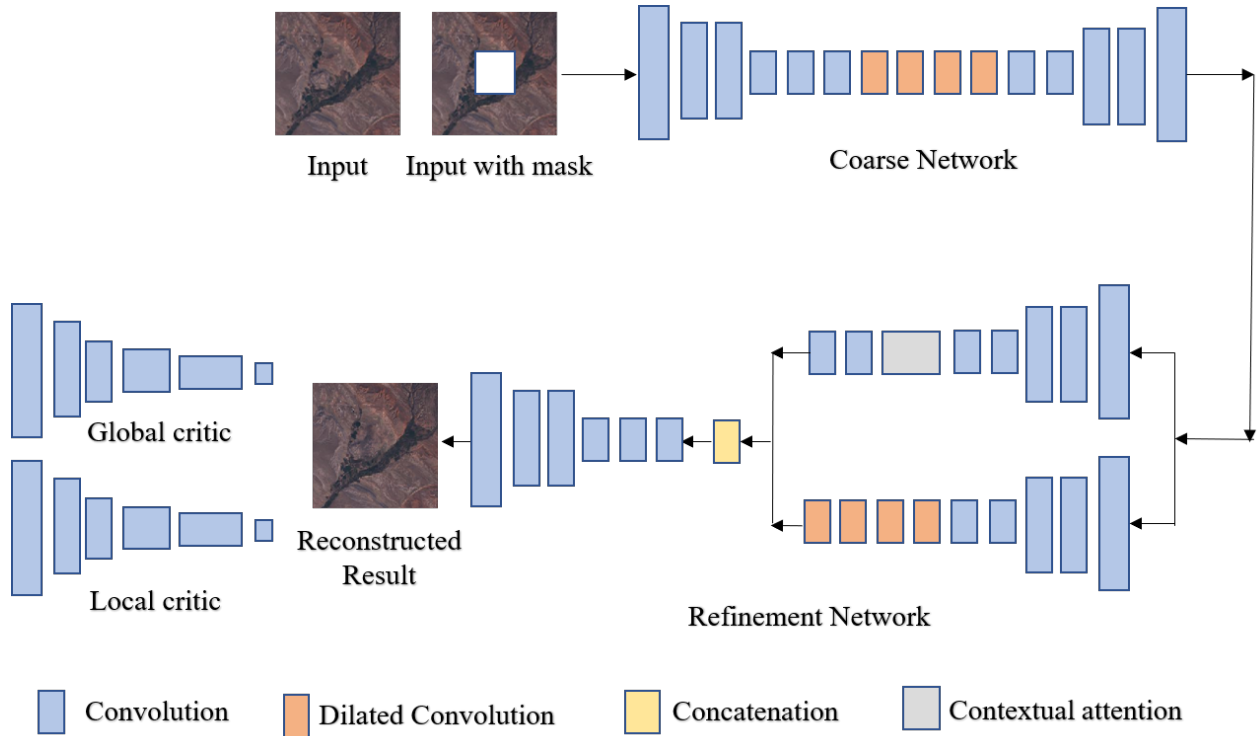 Input
Input with mask
Coarse Network
Global critic
Local critic
Reconstructed
Result
Refinement Network
Convolution
Dilated Convolution
Concatenation
Contextual attention